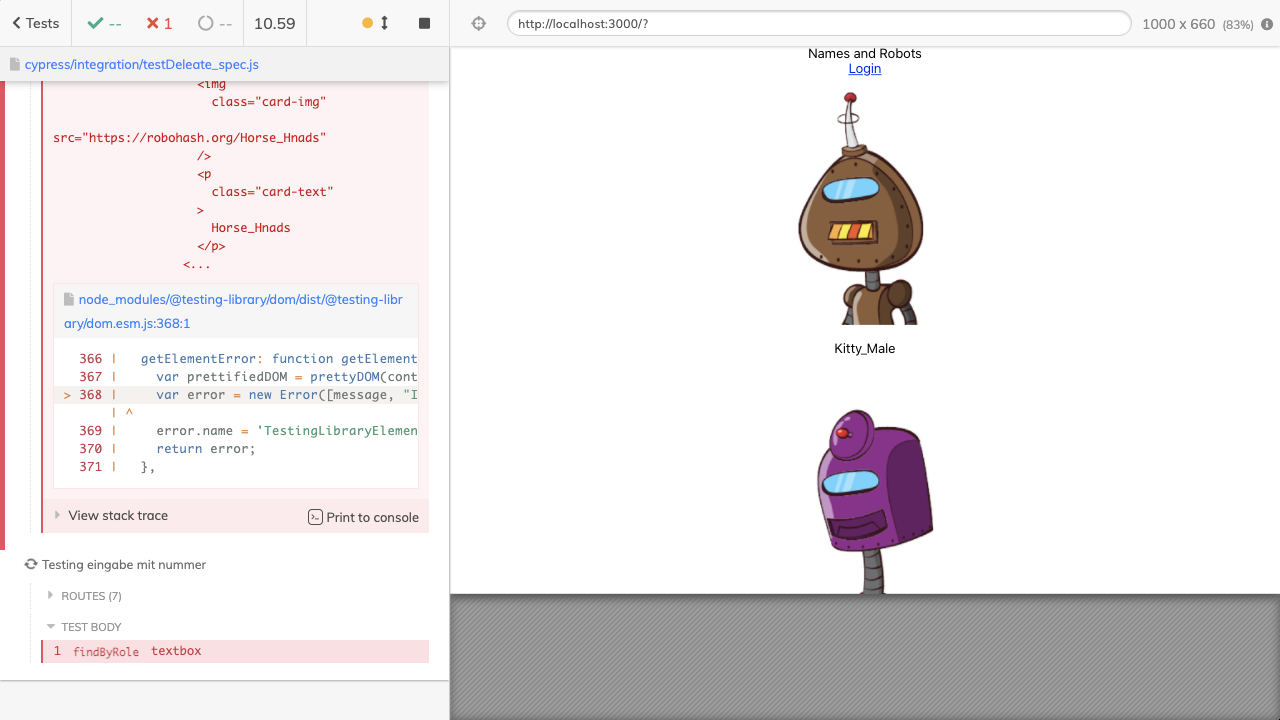 Tests -- 1 -- 10.59
http://localhost:3000/? 1000 x 660 (83%)
cypress/integration/testDeleate_spec.js
<img
class="card-img"
src="https://robohash.org/Horse_Hnads"
/>
<p
class="card-text"
>
Horse_Hnads
</p>
<...
node_modules/@testing-library/dom/dist/@testing-libr
ary/dom.esm.js:368:1
366 | getElementError: function getElement
367 | var prettifiedDOM = prettyDOM(cont
> 368 | var error = new Error([message, "I
| ^
369 | error.name = 'TestingLibraryElemen
370 | return error;
371 | },
View stack trace Print to console
Testing eingabe mit nummer
ROUTES (7)
TEST BODY
1 findByRole textbox
Names and Robots
Login
Kitty_Male